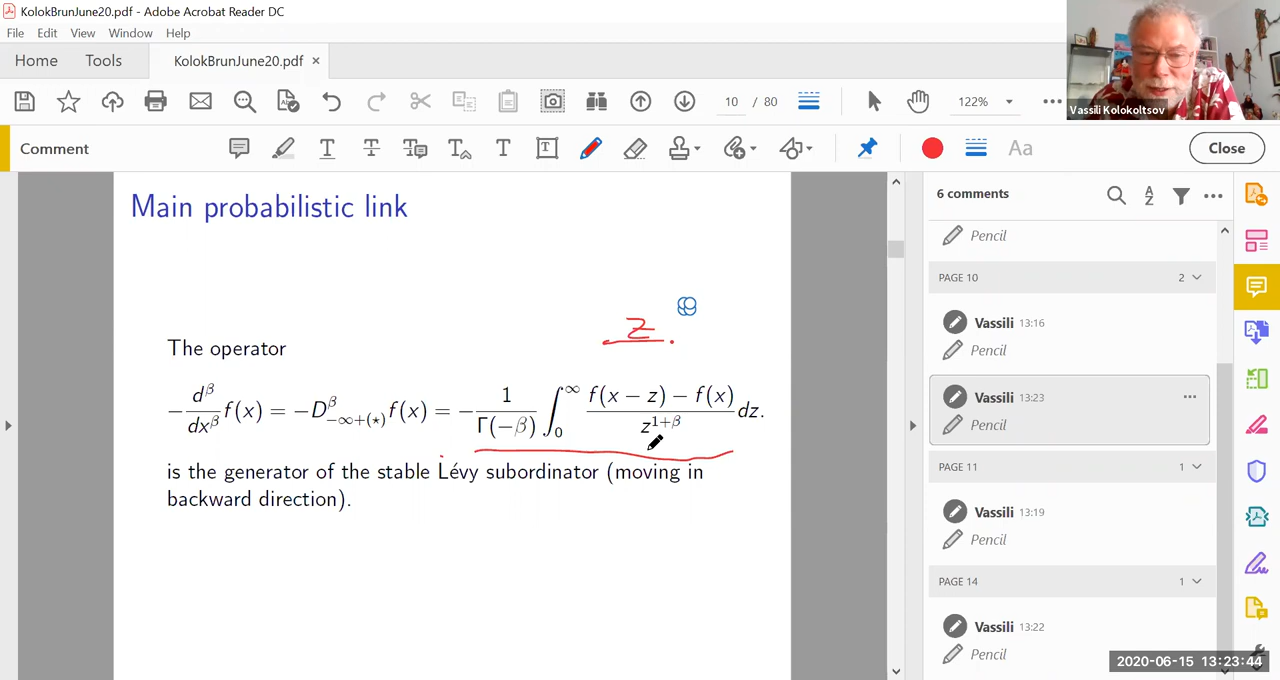 KolokBrunJune20.pdf - Adobe Acrobat Reader DC
File Edit View Window Help
Home Tools KolokBrunJune20.pdf ×
10 / 80 122%
Vassili Kolokoltsov
Comment Aa Close
Main probabilistic link
z
The operator
−\frac{d^β}{dx^β} f(x) = −D^β_{−∞+(⋆)} f(x) = −\frac{1}{Γ(−β)} ∫_0^∞ \frac{f(x − z) − f(x)}{z^{1+β}} dz.
is the generator of the stable Lévy subordinator (moving in
backward direction).
6 comments
Pencil
PAGE 10 2
Vassili 13:16
Pencil
Vassili 13:23
Pencil
PAGE 11 1
Vassili 13:19
Pencil
PAGE 14 1
Vassili 13:22
Pencil
2020-06-15 13:23:44